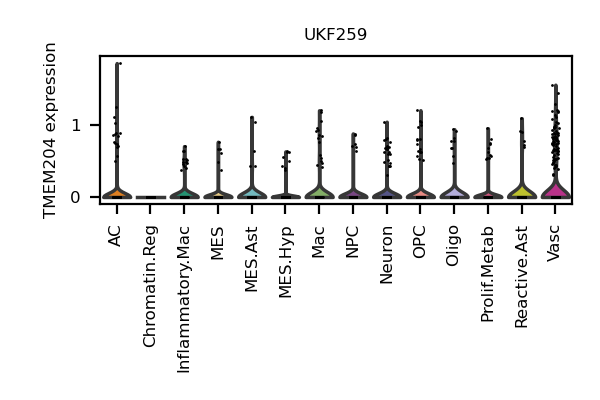 UKF259
TMEM204 expression
1
0
AC
Chromatin.Reg
Inflammatory.Mac
MES
MES.Ast
MES.Hyp
Mac
NPC
Neuron
OPC
Oligo
Prolif.Metab
Reactive.Ast
Vasc